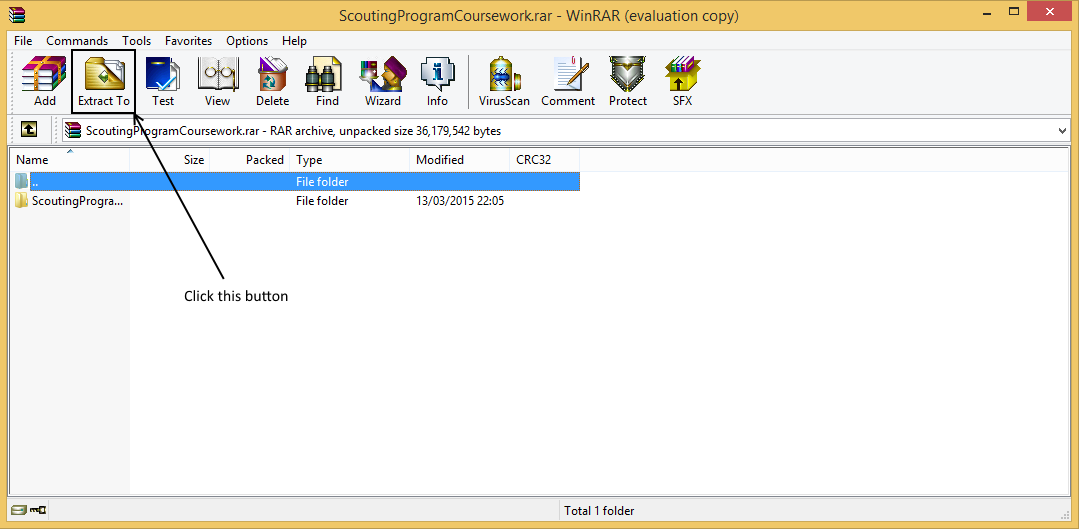 ScoutingProgramCoursework.rar - WinRAR (evaluation copy)
File Commands Tools Favorites Options Help
Add Extract To Test View Delete Find Wizard Info VirusScan Comment Protect SFX
ScoutingProgramCoursework.rar - RAR archive, unpacked size 36,179,542 bytes
Name Size Packed Type Modified CRC32
.. File folder
ScoutingProgra... File folder 13/03/2015 22:05
Click this button
Total 1 folder